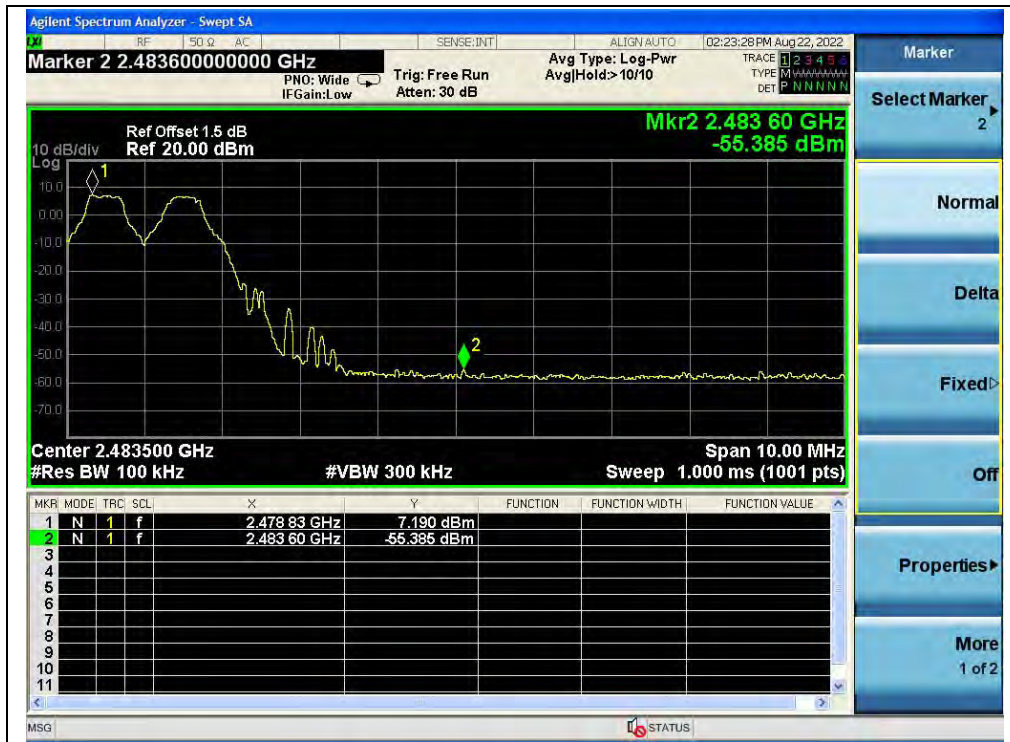 Agilent Spectrum Analyzer - Swept SA
LXI RF 50 Ω AC SENSE:INT ALIGN AUTO 02:23:28 PM Aug 22, 2022
Marker 2 2.483600000000 GHz
PNO: Wide
IFGain:Low
Trig: Free Run
Atten: 30 dB
Avg Type: Log-Pwr
Avg|Hold:>10/10
TRACE 1 2 3 4 5 6
TYPE M
DET P N N N N N
Ref Offset 1.5 dB
Ref 20.00 dBm
10 dB/div
Log
Mkr2 2.483 60 GHz
-55.385 dBm
1
10.0
0.00
-10.0
-20.0
-30.0
-40.0
-50.0
-60.0
-70.0
2
Center 2.483500 GHz Span 10.00 MHz
#Res BW 100 kHz #VBW 300 kHz Sweep 1.000 ms (1001 pts)
MKR MODE TRC SCL X Y FUNCTION FUNCTION WIDTH FUNCTION VALUE
1 N 1 f 2.478 83 GHz 7.190 dBm
2 N 1 f 2.483 60 GHz -55.385 dBm
3
4
5
6
7
8
9
10
11
MSG STATUS
Marker
Select Marker
2
Normal
Delta
Fixed
Off
Properties
More
1 of 2